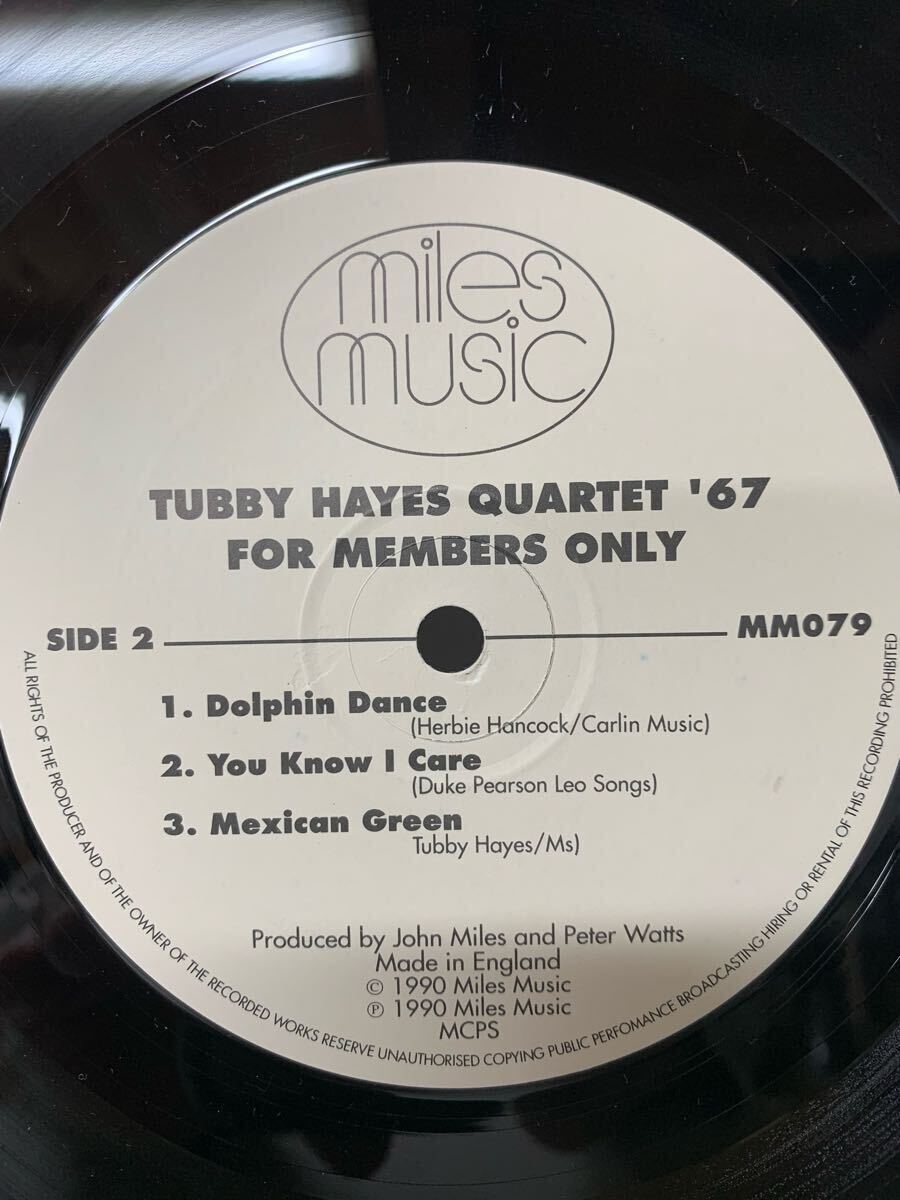 miles
music
TUBBY HAYES QUARTET '67
FOR MEMBERS ONLY
SIDE 2
MM079
1. Dolphin Dance
(Herbie Hancock/Carlin Music)
2. You Know I Care
(Duke Pearson Leo Songs)
3. Mexican Green
Tubby Hayes/Ms)
Produced by John Miles and Peter Watts
Made in England
© 1990 Miles Music
℗ 1990 Miles Music
MCPS
ALL RIGHTS OF THE PRODUCER AND OF THE OWNER OF THE RECORDED WORKS RESERVE UNAUTHORISED COPYING PUBLIC PERFOMANCE BROADCASTING HIRING OR RENTAL OF THIS RECORDING PROHIBITED